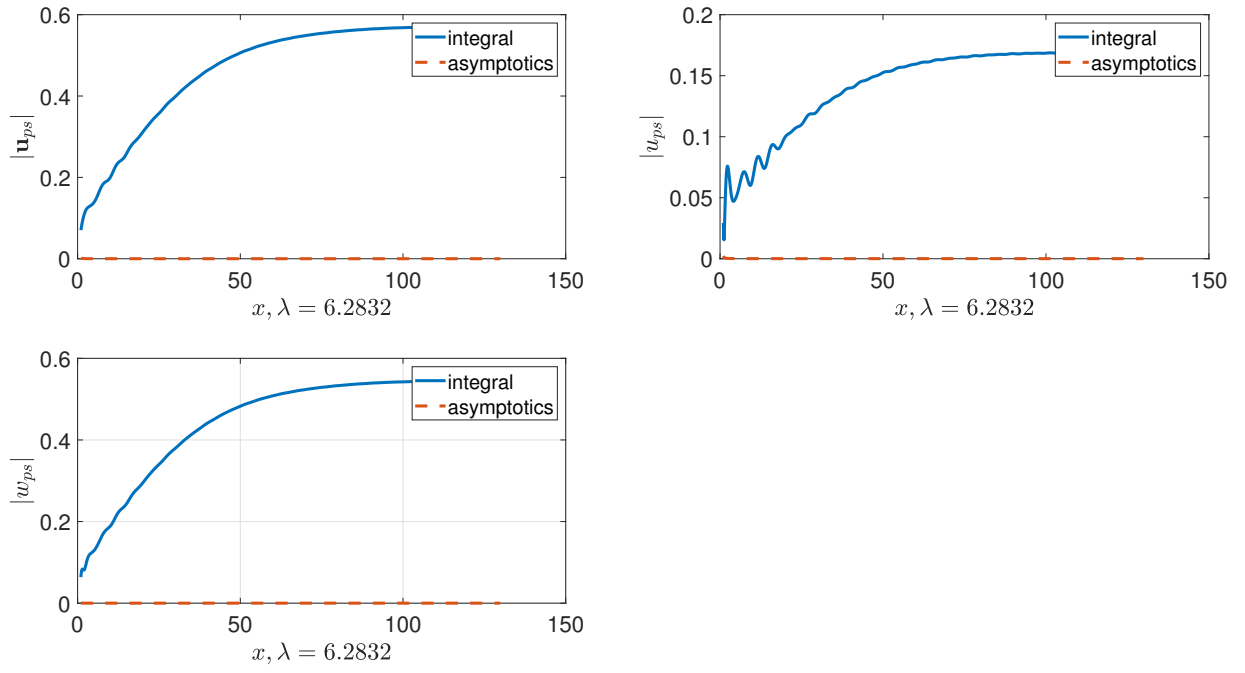 0.6
0.4
0.2
0
|u_ps|
integral
asymptotics
0 50 100 150
x, λ = 6.2832
0.2
0.15
0.1
0.05
0
|u_ps|
integral
asymptotics
0 50 100 150
x, λ = 6.2832
0.6
0.4
0.2
0
|w_ps|
integral
asymptotics
0 50 100 150
x, λ = 6.2832